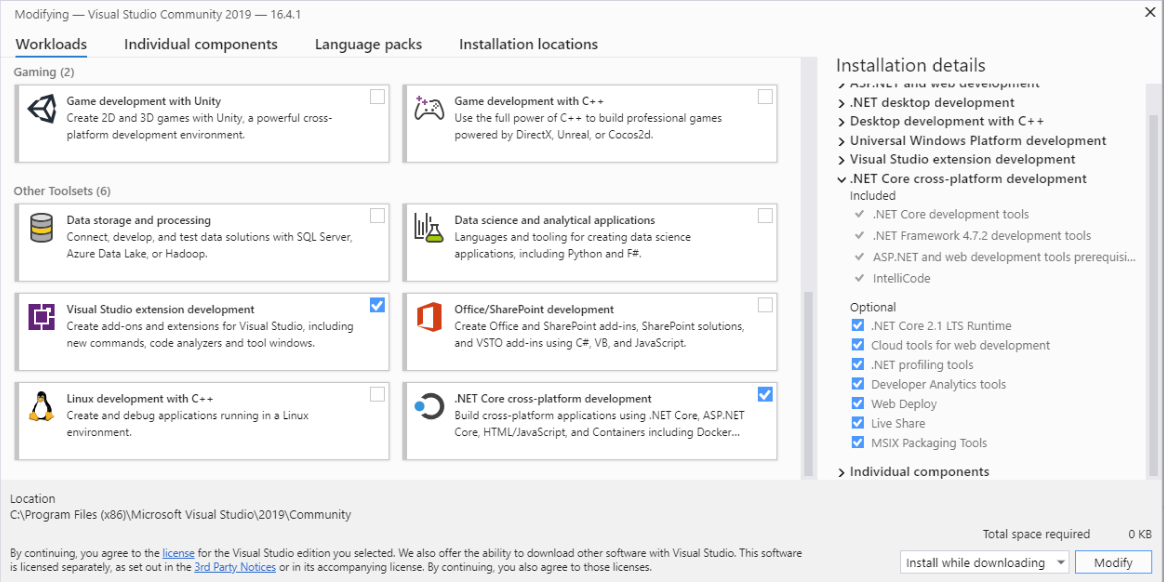 Modifying — Visual Studio Community 2019 — 16.4.1
Workloads
Individual components
Language packs
Installation locations
Gaming (2)
Game development with Unity
Create 2D and 3D games with Unity, a powerful cross-
platform development environment.
Game development with C++
Use the full power of C++ to build professional games
powered by DirectX, Unreal, or Cocos2d.
Other Toolsets (6)
Data storage and processing
Connect, develop, and test data solutions with SQL Server,
Azure Data Lake, or Hadoop.
Data science and analytical applications
Languages and tooling for creating data science
applications, including Python and F#.
Visual Studio extension development
Create add-ons and extensions for Visual Studio, including
new commands, code analyzers and tool windows.
Office/SharePoint development
Create Office and SharePoint add-ins, SharePoint solutions,
and VSTO add-ins using C#, VB, and JavaScript.
Linux development with C++
Create and debug applications running in a Linux
environment.
.NET Core cross-platform development
Build cross-platform applications using .NET Core, ASP.NET
Core, HTML/JavaScript, and Containers including Docker...
Installation details
ASP.NET and web development
.NET desktop development
Desktop development with C++
Universal Windows Platform development
Visual Studio extension development
.NET Core cross-platform development
Included
.NET Core development tools
.NET Framework 4.7.2 development tools
ASP.NET and web development tools prerequisi...
IntelliCode
Optional
.NET Core 2.1 LTS Runtime
Cloud tools for web development
.NET profiling tools
Developer Analytics tools
Web Deploy
Live Share
MSIX Packaging Tools
Individual components
Location
C:\Program Files (x86)\Microsoft Visual Studio\2019\Community
Total space required 0 KB
By continuing, you agree to the license for the Visual Studio edition you selected. We also offer the ability to download other software with Visual Studio. This software
is licensed separately, as set out in the 3rd Party Notices or in its accompanying license. By continuing, you also agree to those licenses.
Install while downloading
Modify